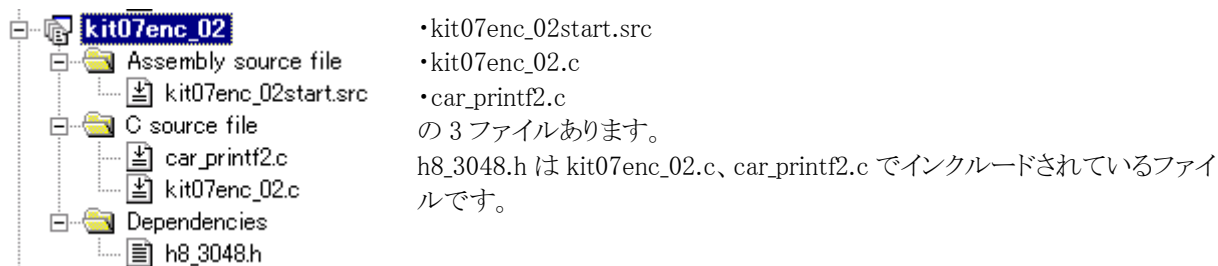 kit07enc_02
Assembly source file
kit07enc_02start.src
C source file
car_printf2.c
kit07enc_02.c
Dependencies
h8_3048.h
・kit07enc_02start.src
・kit07enc_02.c
・car_printf2.c
の 3 ファイルあります。
h8_3048.h は kit07enc_02.c、car_printf2.c でインクルードされているファイ
ルです。